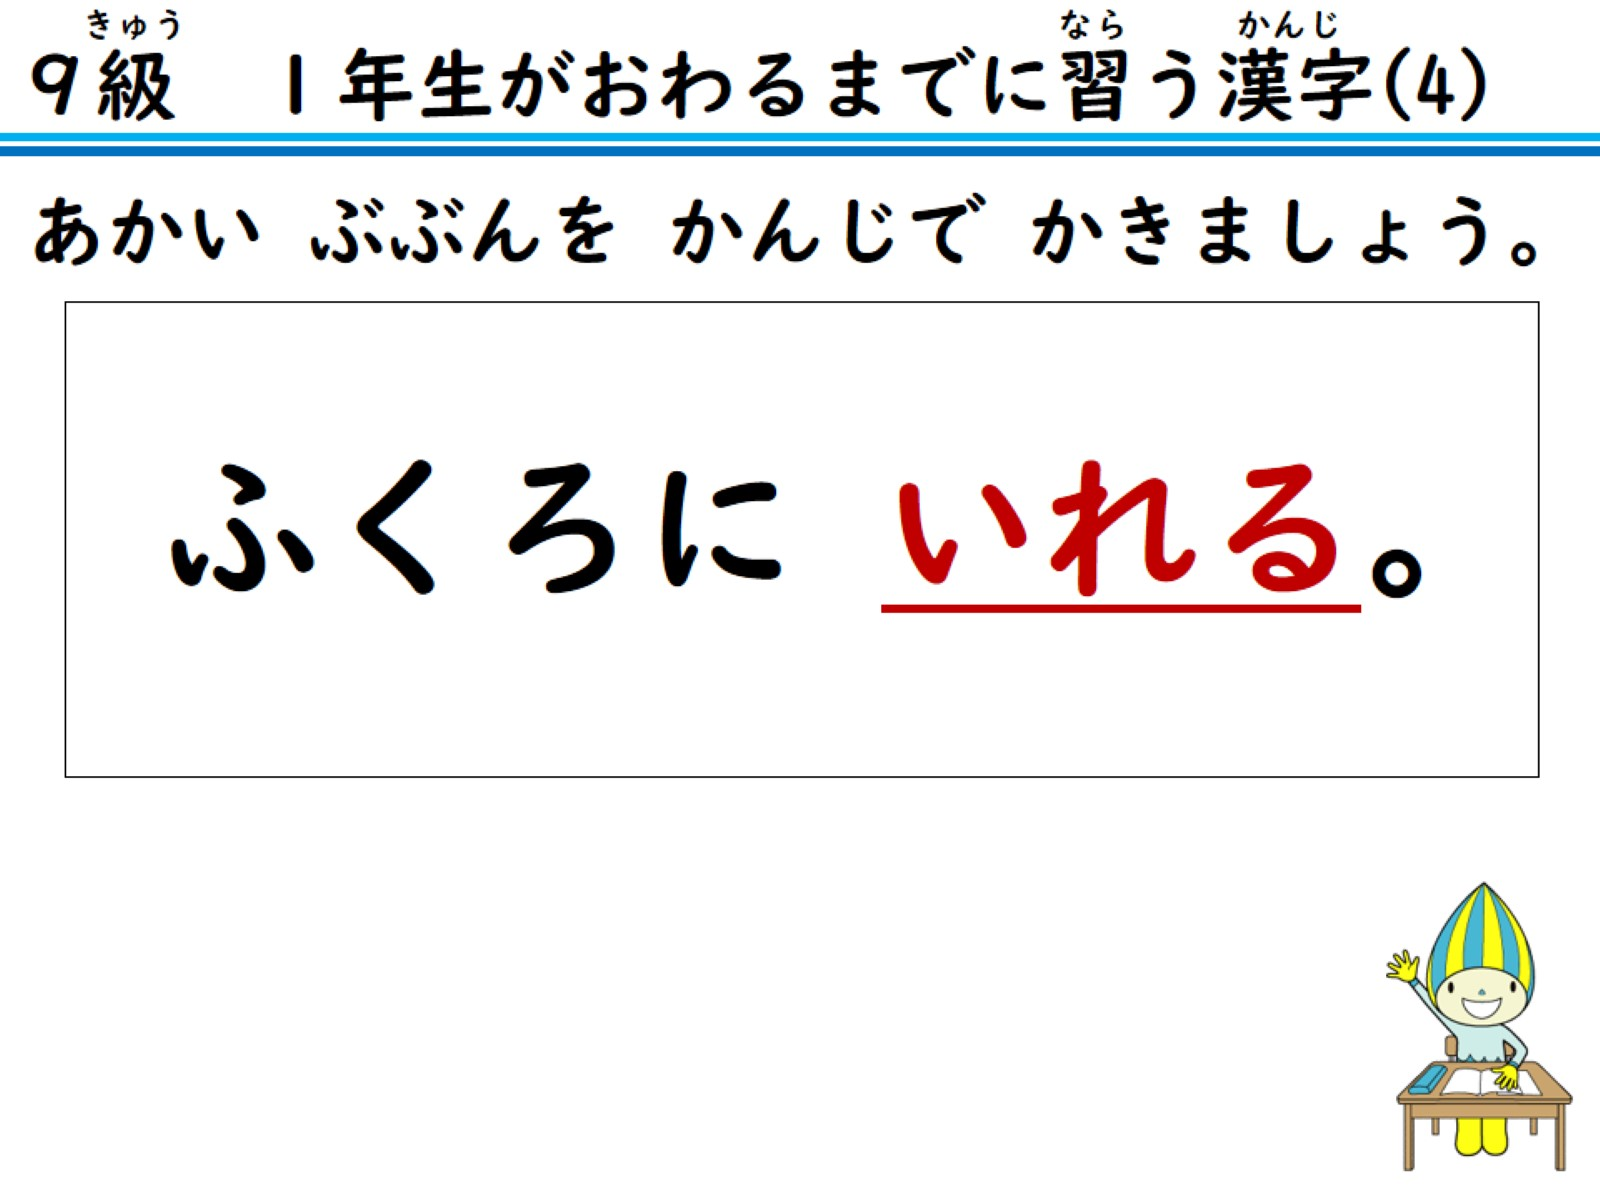 きゅう なら かんじ
9級 1年生がおわるまでに習う漢字(4)
あかい ぶぶんを かんじで かきましょう。
ふくろに いれる。